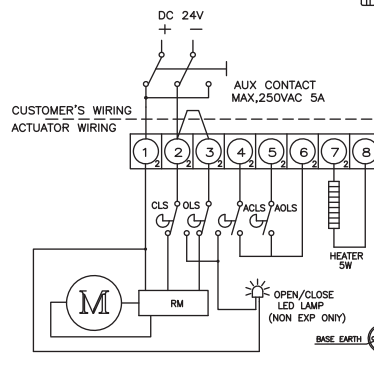 DC 24V
+ −
AUX CONTACT
MAX,250VAC 5A
CUSTOMER'S WIRING
ACTUATOR WIRING
1 2 3 4 5 6 7 8
2 2 2 2 2 2 2 2
CLS OLS ACLS AOLS
HEATER
5W
M
RM
OPEN/CLOSE
LED LAMP
(NON EXP ONLY)
BASE EARTH